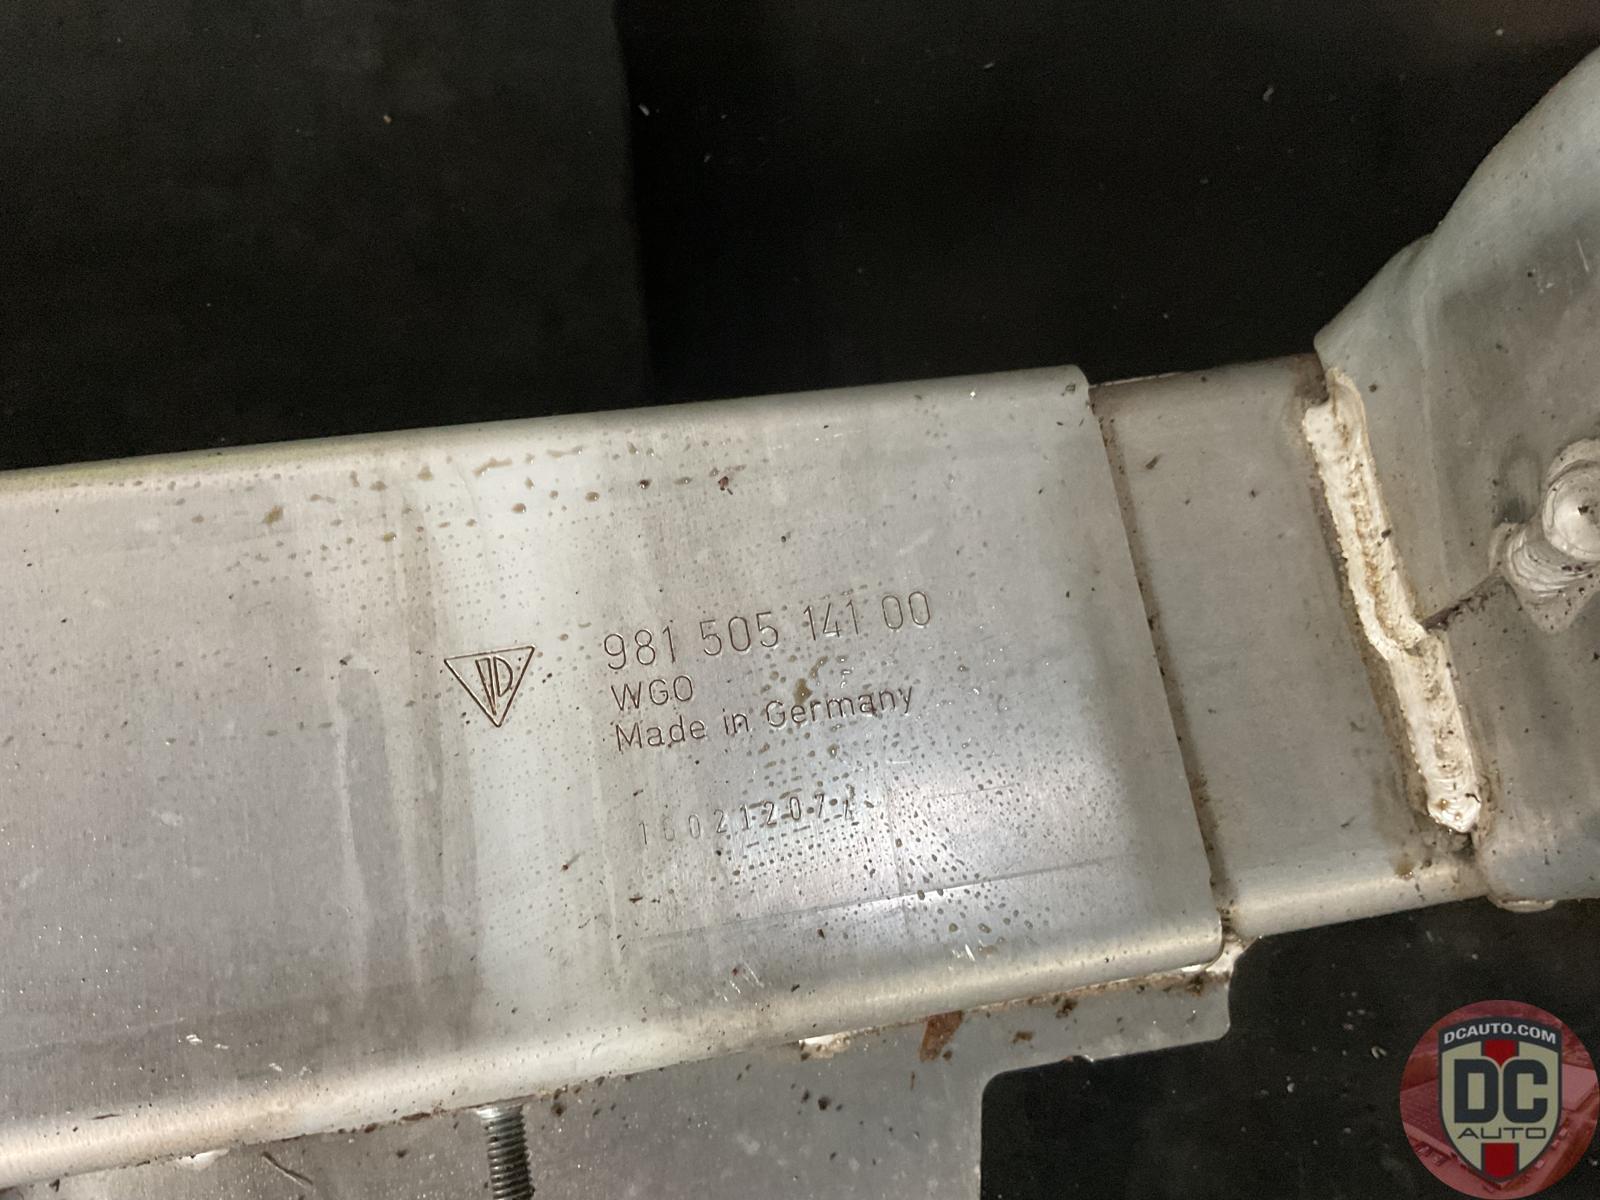 981 505 141 00
WGO
Made in Germany
DCAUTO.COM
DC
AUTO